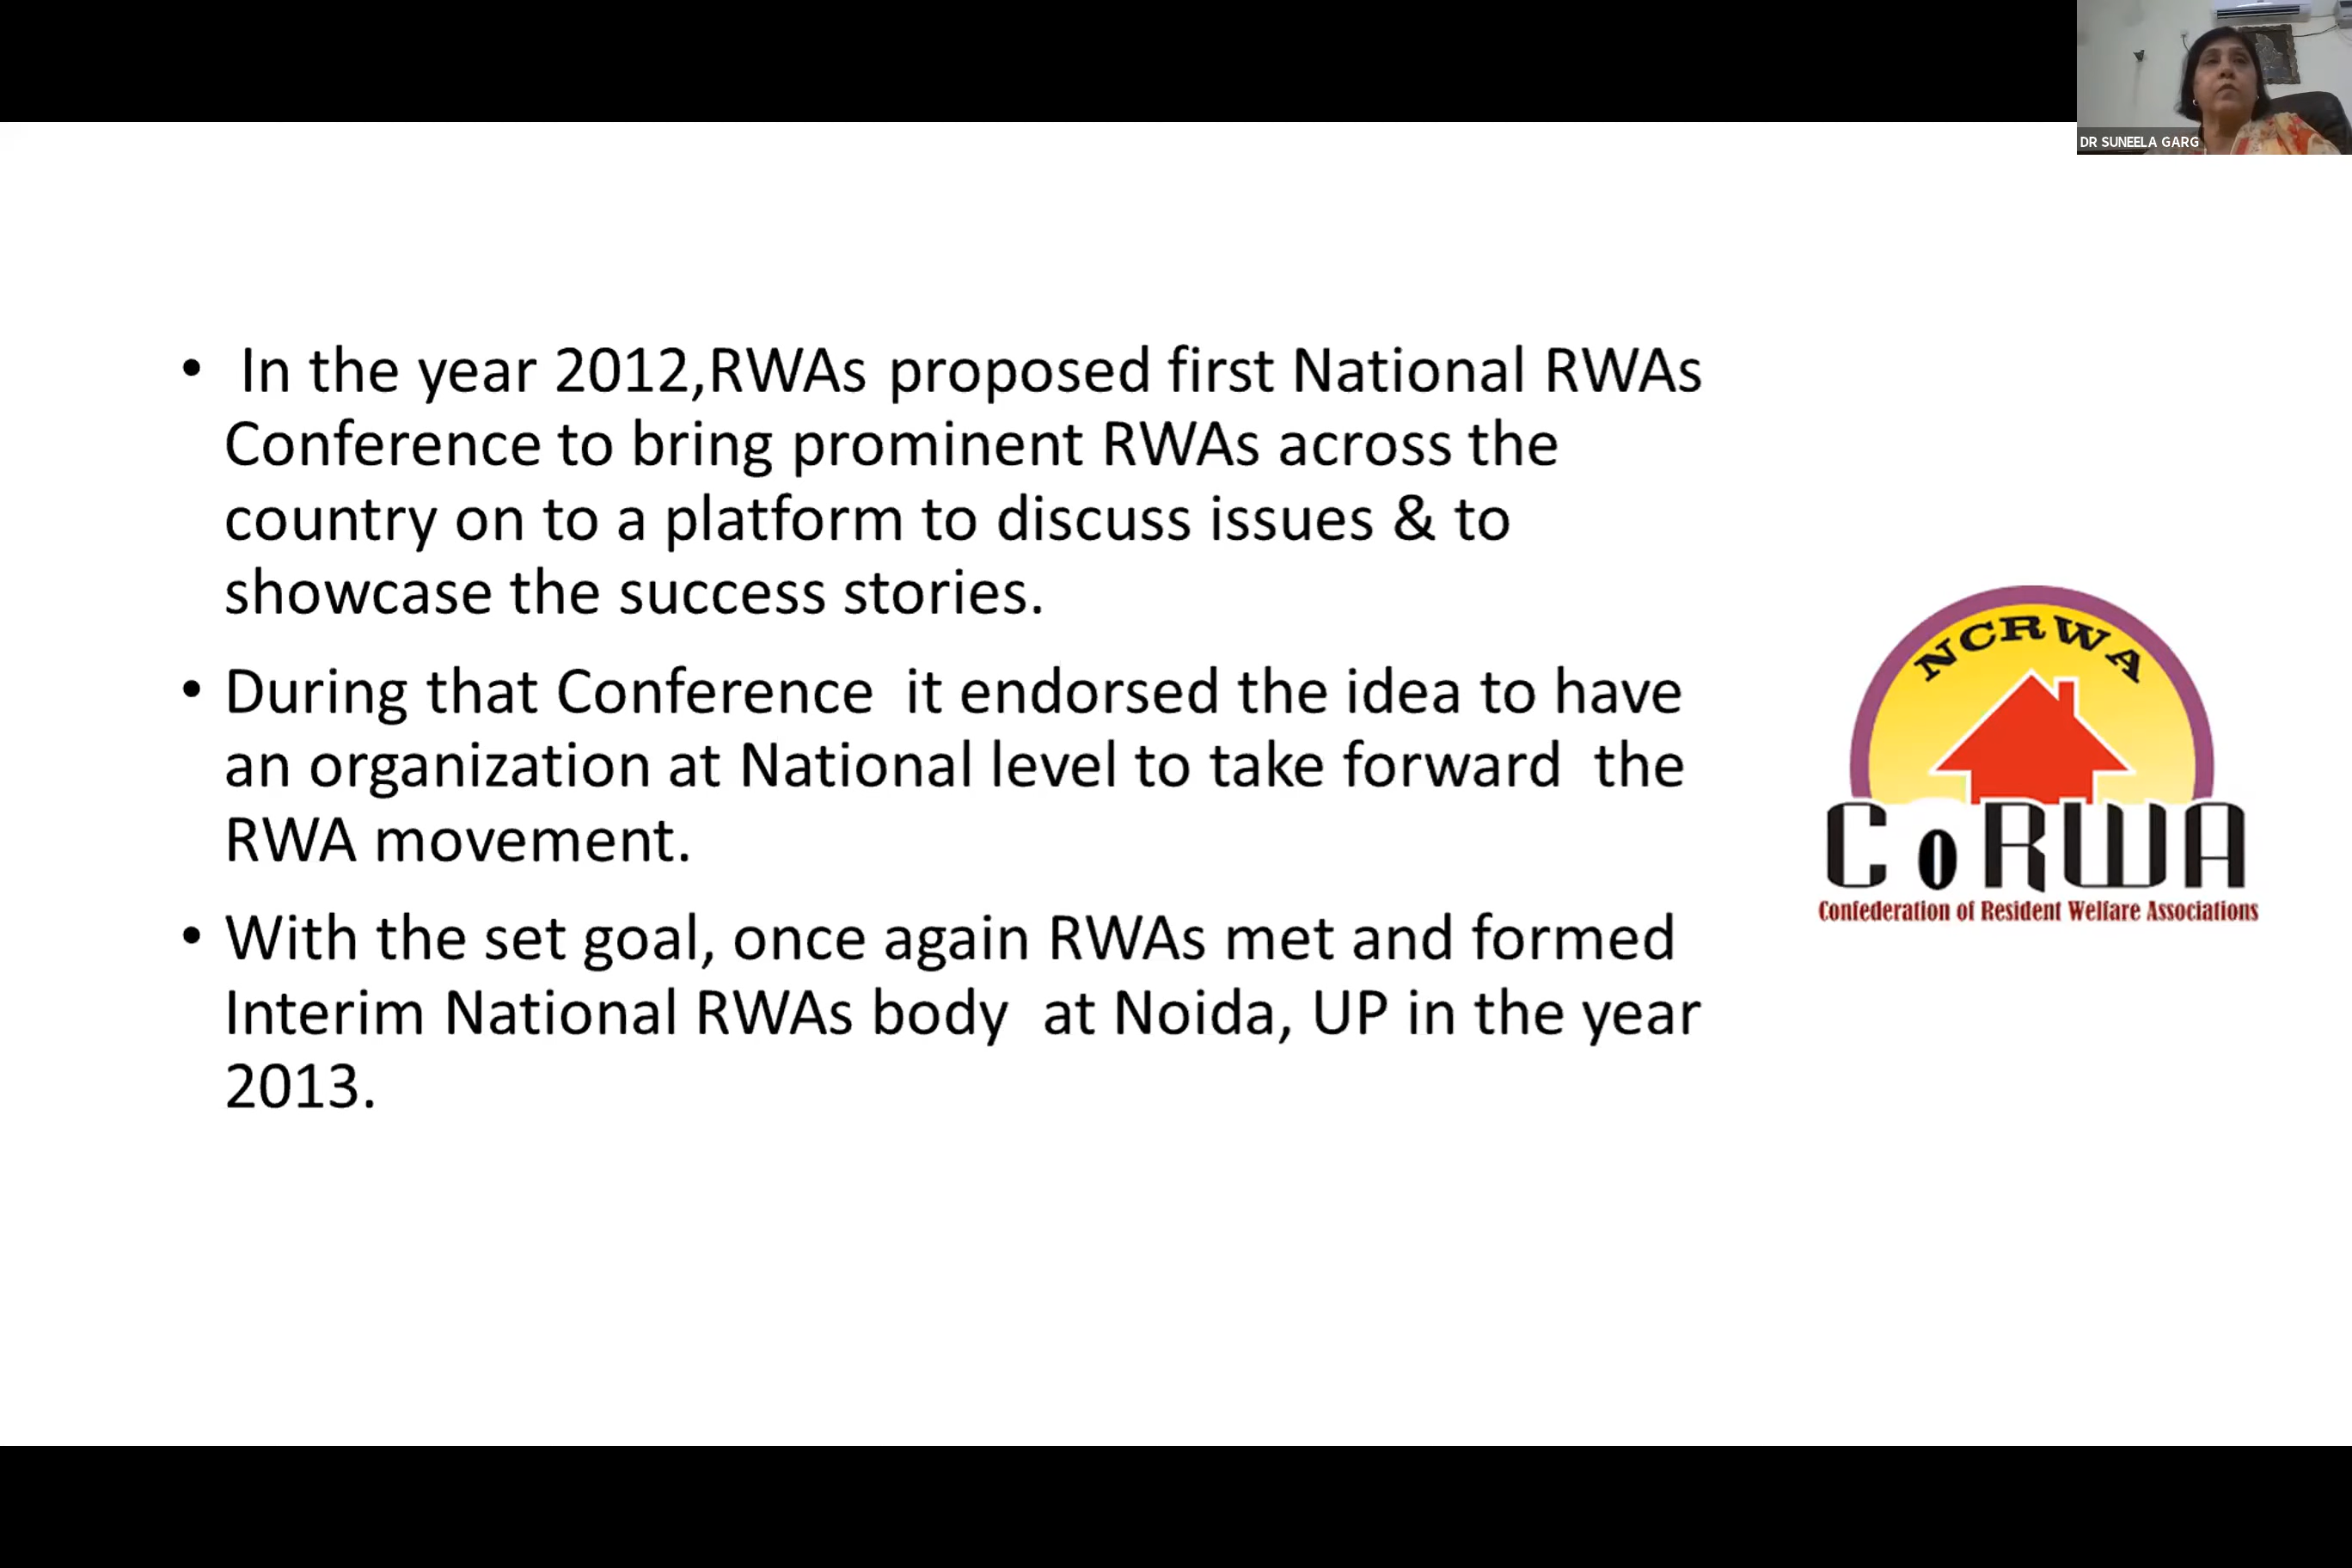 DR SUNEELA GARG
• In the year 2012,RWAs proposed first National RWAs
Conference to bring prominent RWAs across the
country on to a platform to discuss issues & to
showcase the success stories.
• During that Conference it endorsed the idea to have
an organization at National level to take forward the
RWA movement.
• With the set goal, once again RWAs met and formed
Interim National RWAs body at Noida, UP in the year
2013.
NCRWA
CoRWA
Confederation of Resident Welfare Associations